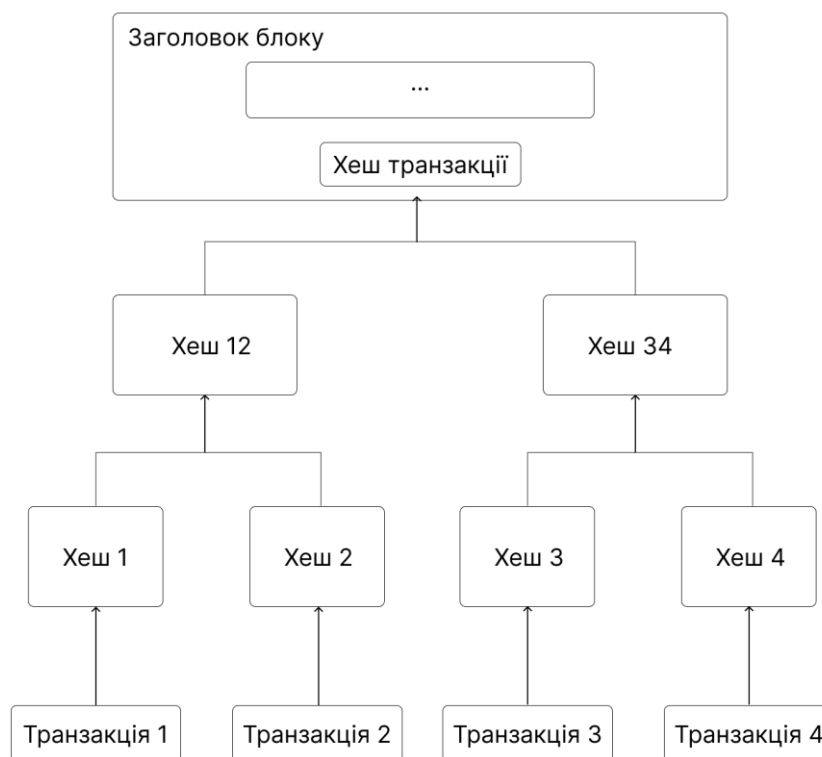 Заголовок блоку
...
Хеш транзакції
Хеш 12
Хеш 34
Хеш 1
Хеш 2
Хеш 3
Хеш 4
Транзакція 1
Транзакція 2
Транзакція 3
Транзакція 4